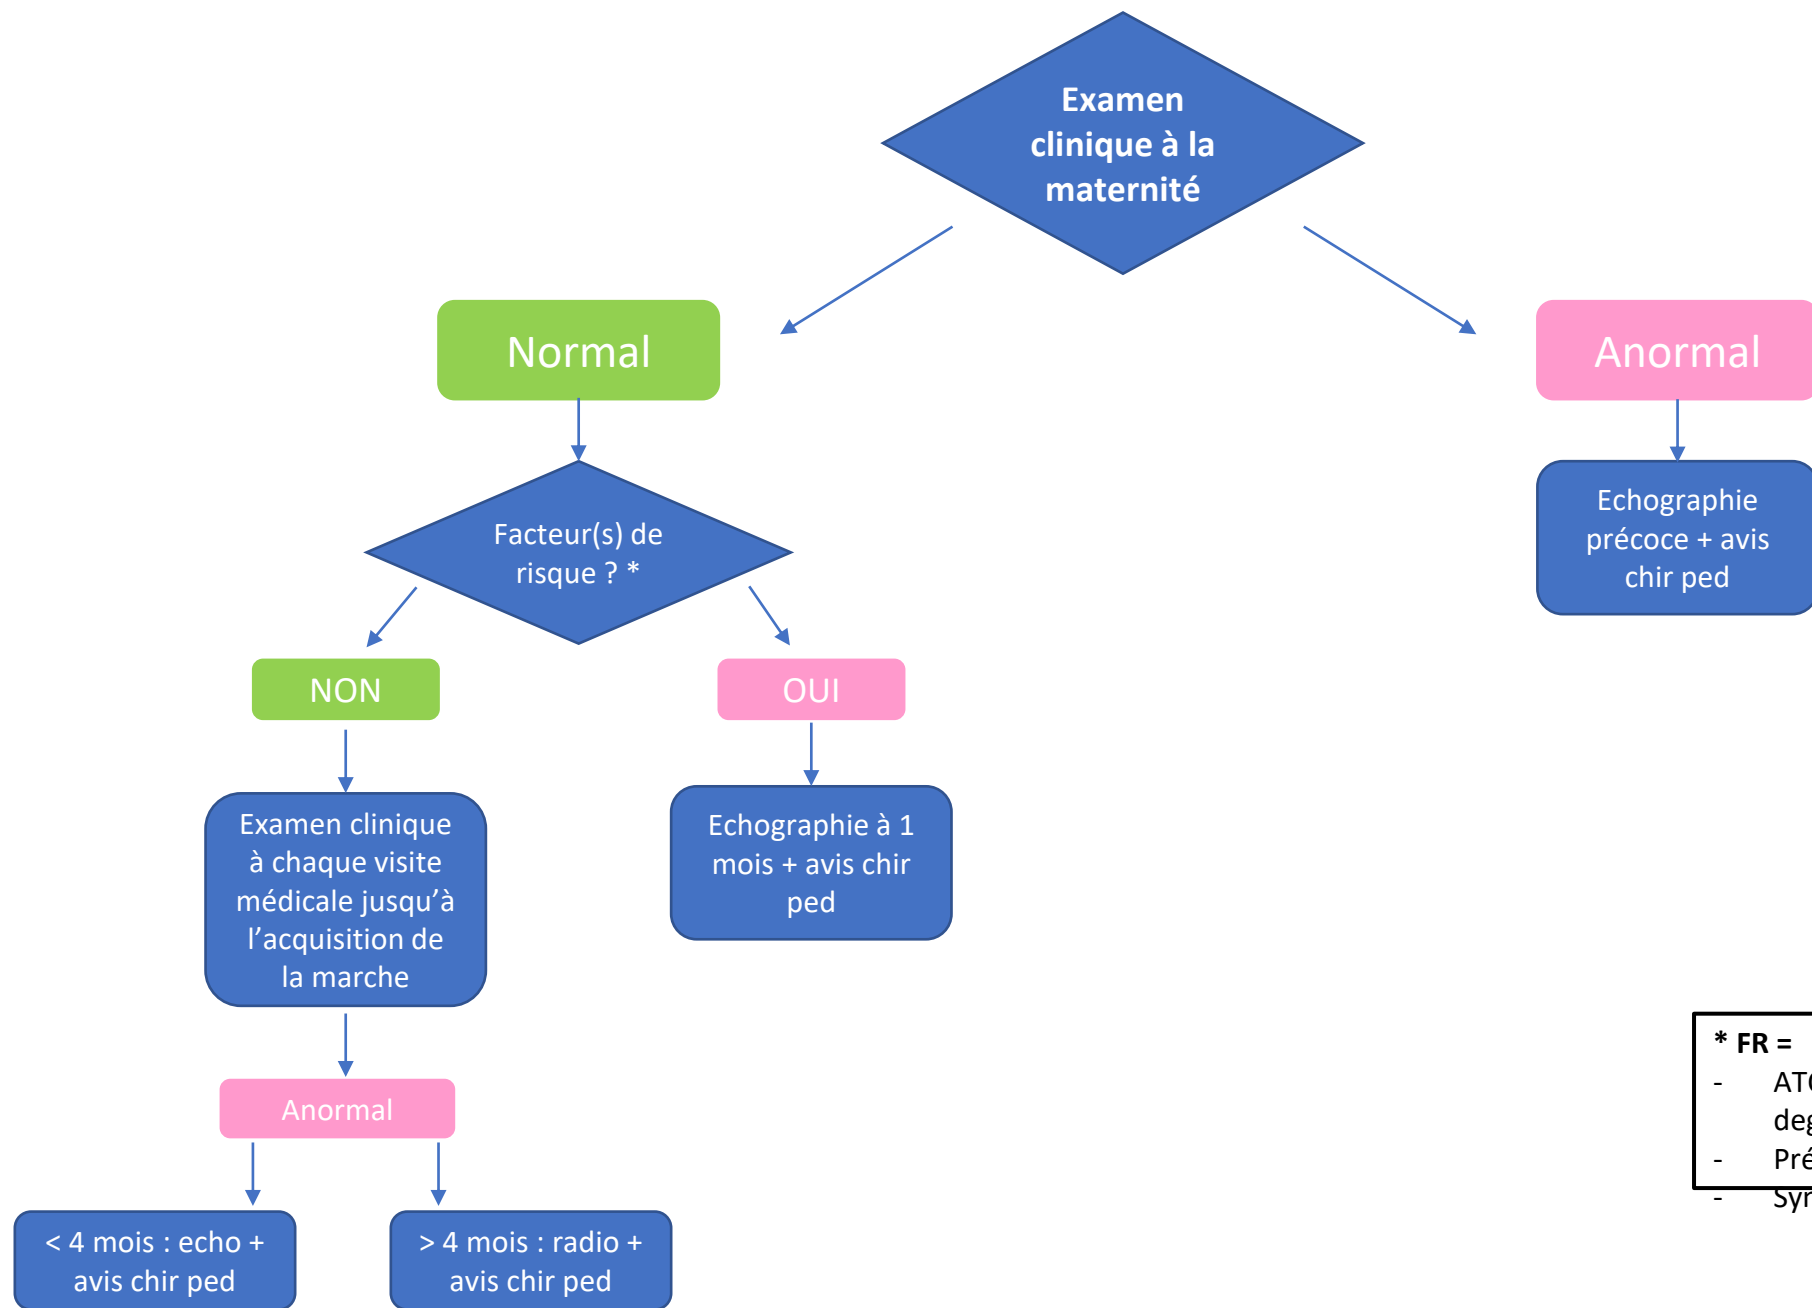 Examen
clinique à la
maternité
Normal
Anormal
Facteur(s) de
risque ? *
Echographie
précoce + avis
chir ped
NON
OUI
Examen clinique
à chaque visite
médicale jusqu’à
l’acquisition de
la marche
Echographie à 1
mois + avis chir
ped
Anormal
< 4 mois : echo +
avis chir ped
> 4 mois : radio +
avis chir ped
* FR =
-
-
-